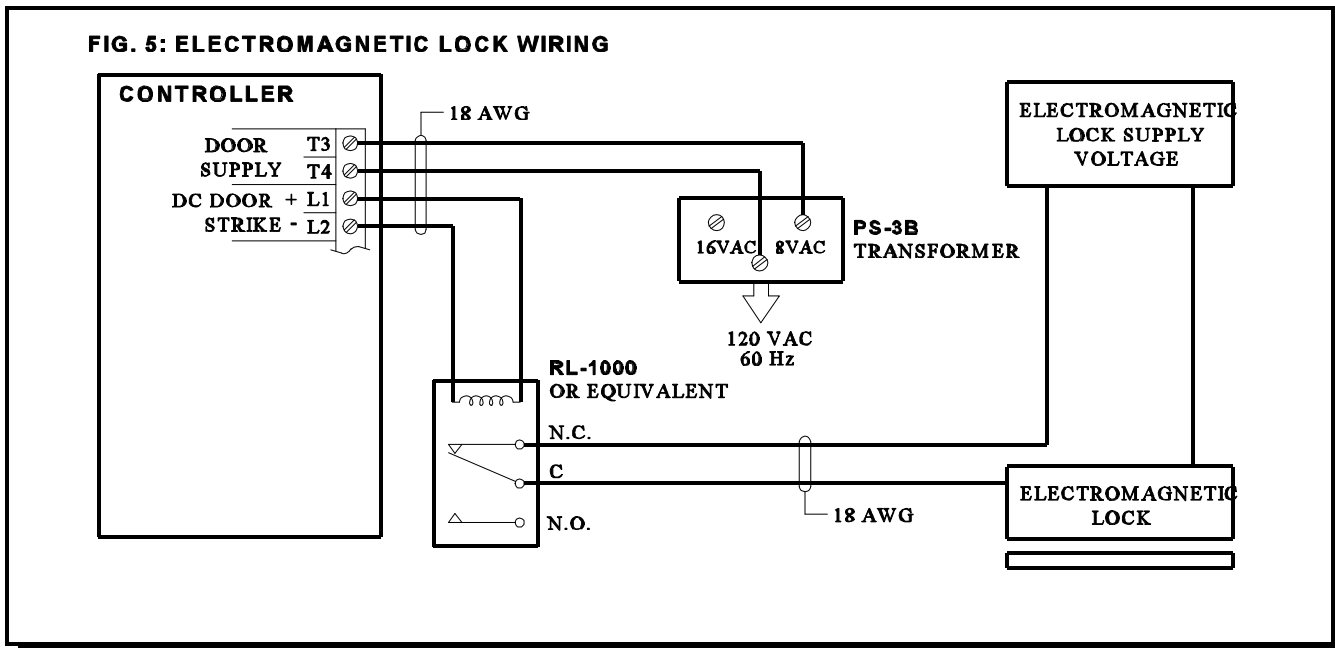 FIG. 5: ELECTROMAGNETIC LOCK WIRING
CONTROLLER
18 AWG
DOOR T3
SUPPLY T4
DC DOOR + L1
STRIKE - L2
ELECTROMAGNETIC
LOCK SUPPLY
VOLTAGE
16VAC 8VAC
PS-3B
TRANSFORMER
120 VAC
60 Hz
RL-1000
OR EQUIVALENT
N.C.
C
N.O.
18 AWG
ELECTROMAGNETIC
LOCK